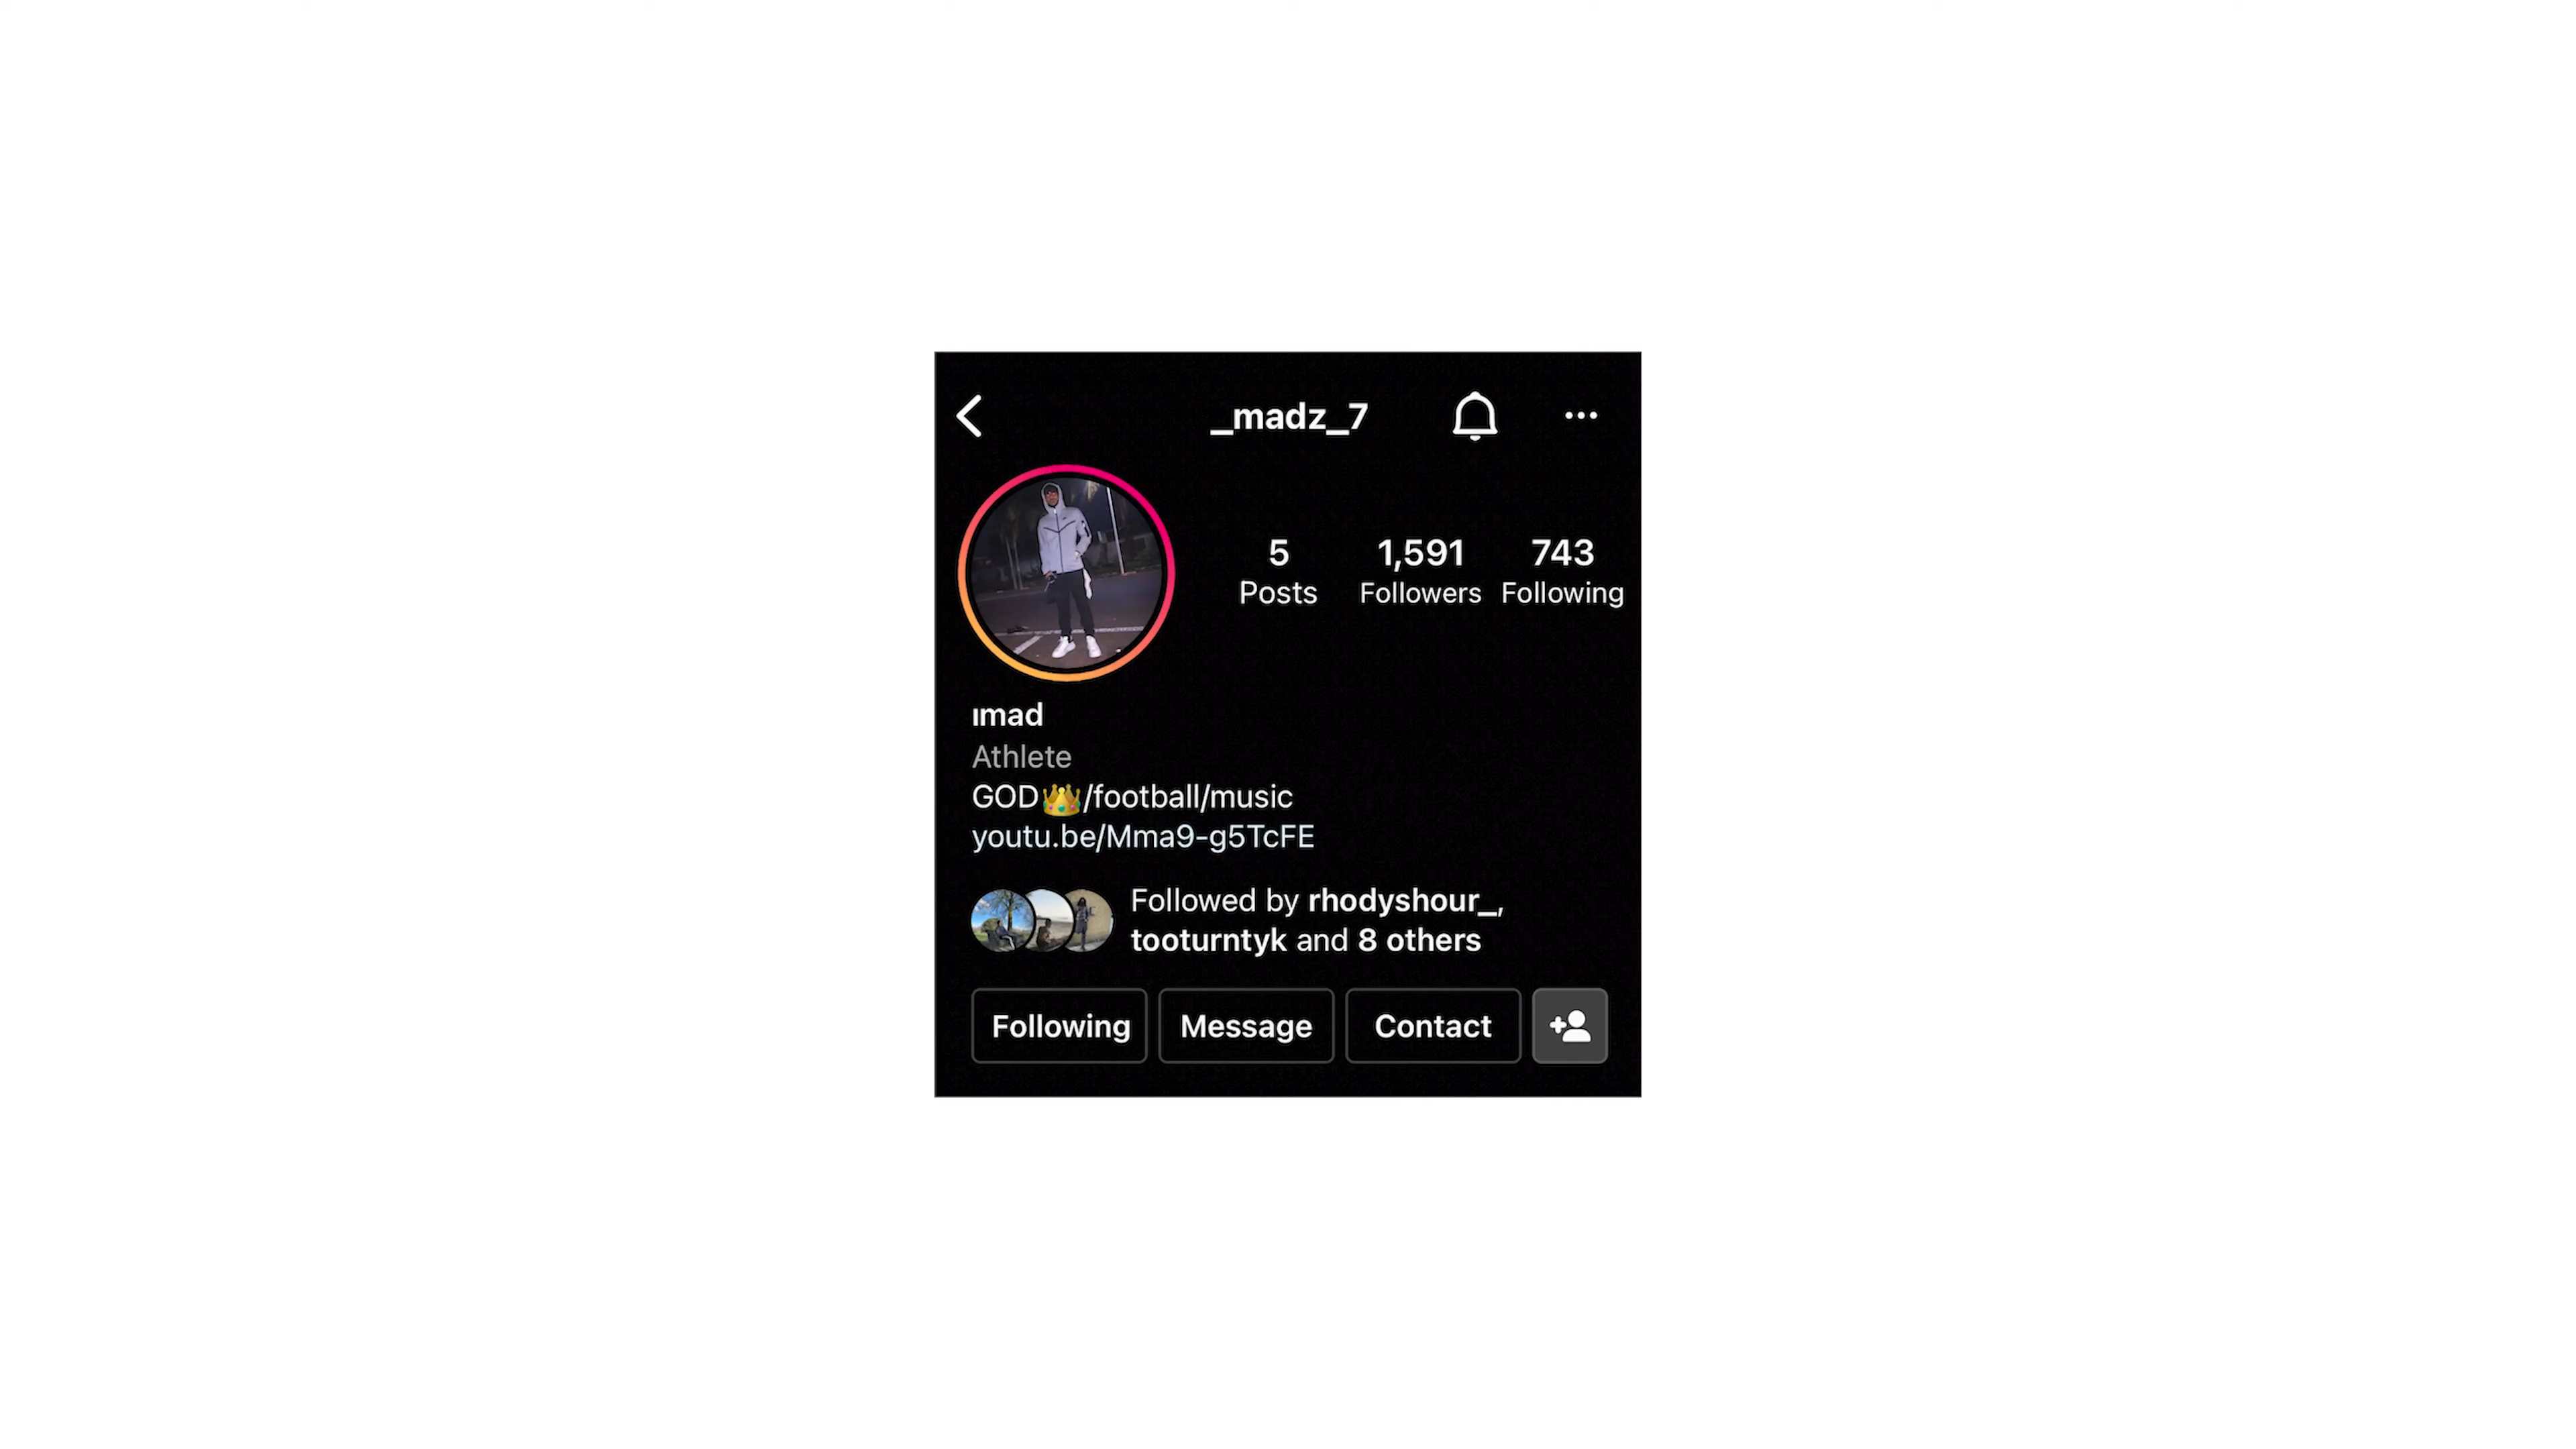 _madz_7
5 1,591 743
Posts Followers Following
ımad
Athlete
GOD👑/football/music
youtu.be/Mma9-g5TcFE
Followed by rhodyshour_,
tooturntyk and 8 others
Following Message Contact